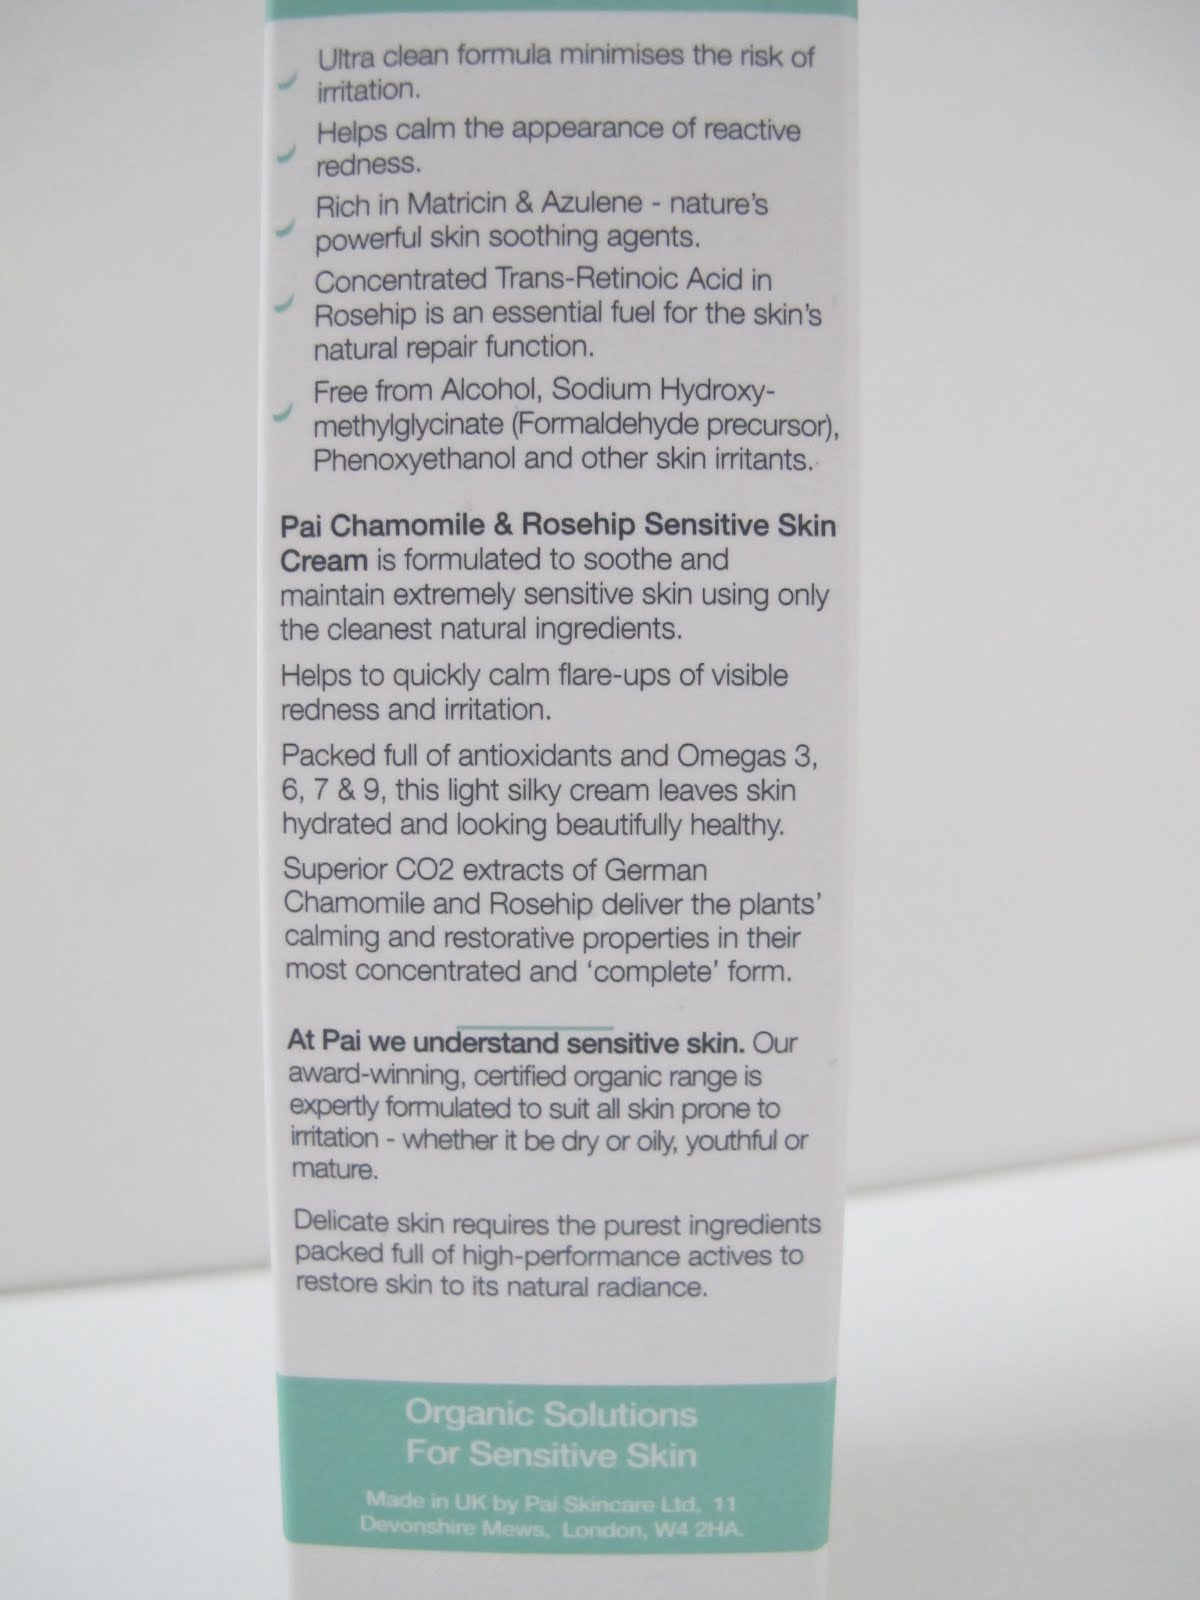 Ultra clean formula minimises the risk of
irritation.
Helps calm the appearance of reactive
redness.
Rich in Matricin & Azulene - nature's
powerful skin soothing agents.
Concentrated Trans-Retinoic Acid in
Rosehip is an essential fuel for the skin's
natural repair function.
Free from Alcohol, Sodium Hydroxy-
methylglycinate (Formaldehyde precursor),
Phenoxyethanol and other skin irritants.
Pai Chamomile & Rosehip Sensitive Skin
Cream is formulated to soothe and
maintain extremely sensitive skin using only
the cleanest natural ingredients.
Helps to quickly calm flare-ups of visible
redness and irritation.
Packed full of antioxidants and Omegas 3,
6, 7 & 9, this light silky cream leaves skin
hydrated and looking beautifully healthy.
Superior CO2 extracts of German
Chamomile and Rosehip deliver the plants'
calming and restorative properties in their
most concentrated and 'complete' form.
At Pai we understand sensitive skin. Our
award-winning, certified organic range is
expertly formulated to suit all skin prone to
irritation - whether it be dry or oily, youthful or
mature.
Delicate skin requires the purest ingredients
packed full of high-performance actives to
restore skin to its natural radiance.
Organic Solutions
For Sensitive Skin
Made in UK by Pai Skincare Ltd, 11
Devonshire Mews, London, W4 2HA.